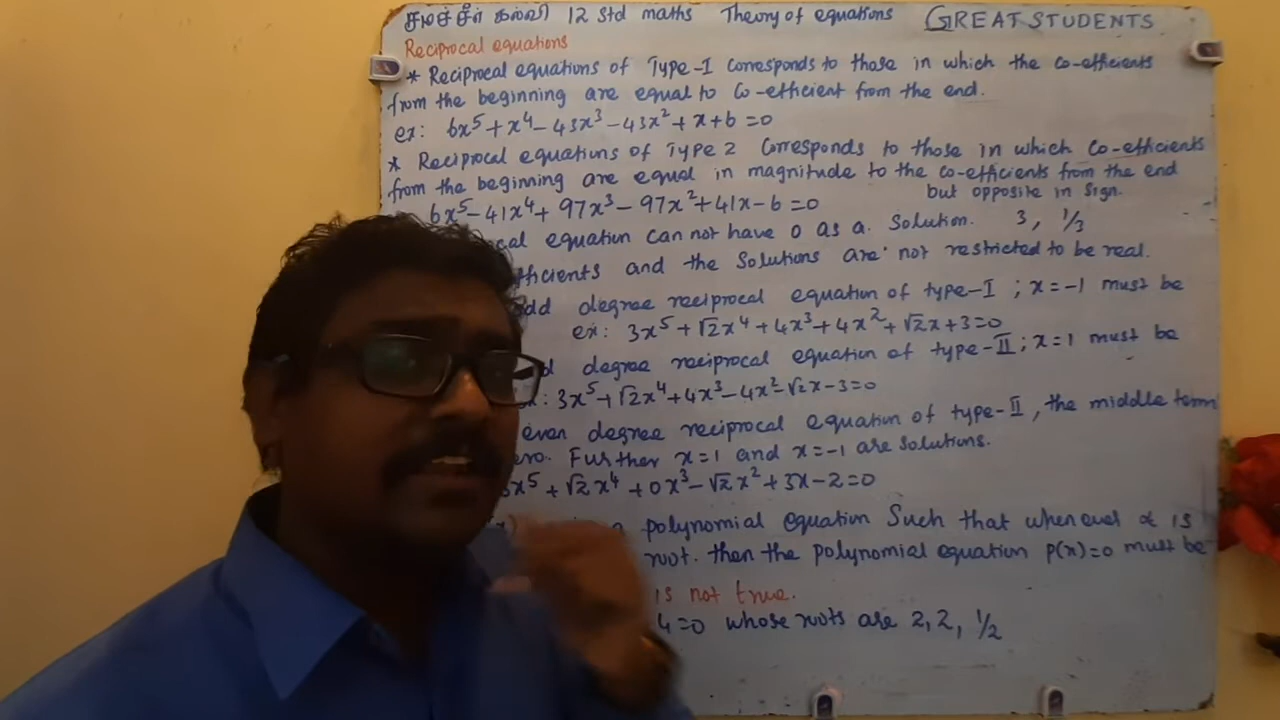 சமச்சீர் கல்வி 12 Std maths Theory of equations GREAT STUDENTS
Reciprocal equations
* Reciprocal equations of Type-I corresponds to those in which the co-efficients
from the beginning are equal to co-efficient from the end.
ex: 6x⁵+x⁴-43x³-43x²+x+6=0
* Reciprocal equations of Type 2 corresponds to those in which co-efficients
from the beginning are equal in magnitude to the co-efficients from the end
but opposite in sign.
6x⁵-41x⁴+97x³-97x²+41x-6=0
cal equation can not have 0 as a solution. 3, 1/3
fficients and the solutions are not restricted to be real.
odd degree reciprocal equation of type-I ; x=-1 must be
ex: 3x⁵+√2x⁴+4x³+4x²+√2x+3=0
d degree reciprocal equation of type-II ; x=1 must be
: 3x⁵+√2x⁴+4x³-4x²-√2x-3=0
even degree reciprocal equation of type-II, the middle term
ero. Further x=1 and x=-1 are solutions.
3x⁵+√2x⁴+0x³-√2x²+3x-2=0
polynomial equation such that whenever α is
root. then the polynomial equation p(x)=0 must be
is not true.
4=0 whose roots are 2, 2, 1/2